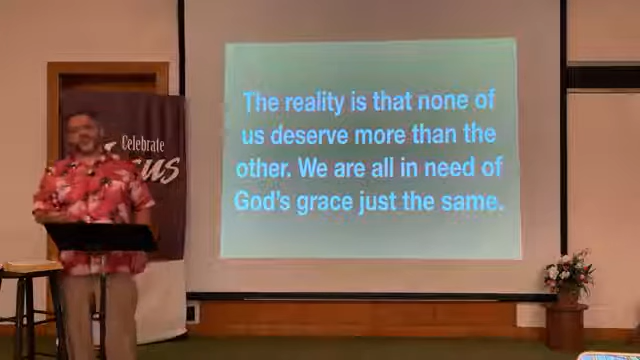 The reality is that none of
us deserve more than the
other. We are all in need of
God's grace just the same.
Celebrate